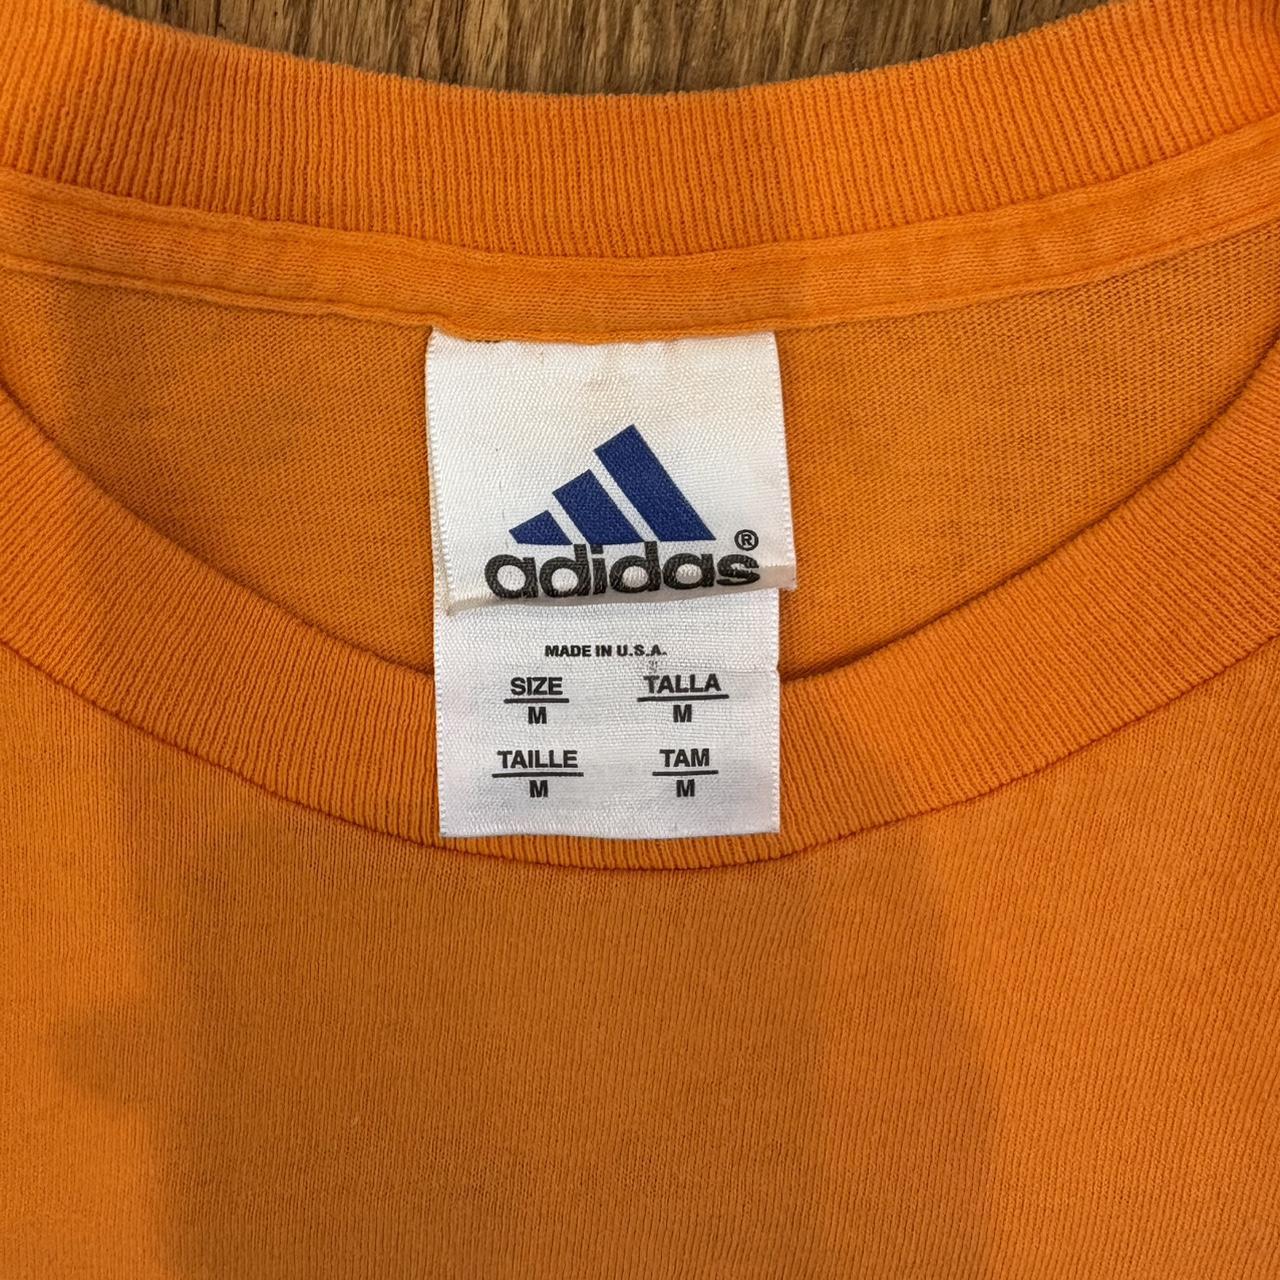 adidas®
MADE IN U.S.A.
SIZE TALLA
M M
TAILLE TAM
M M